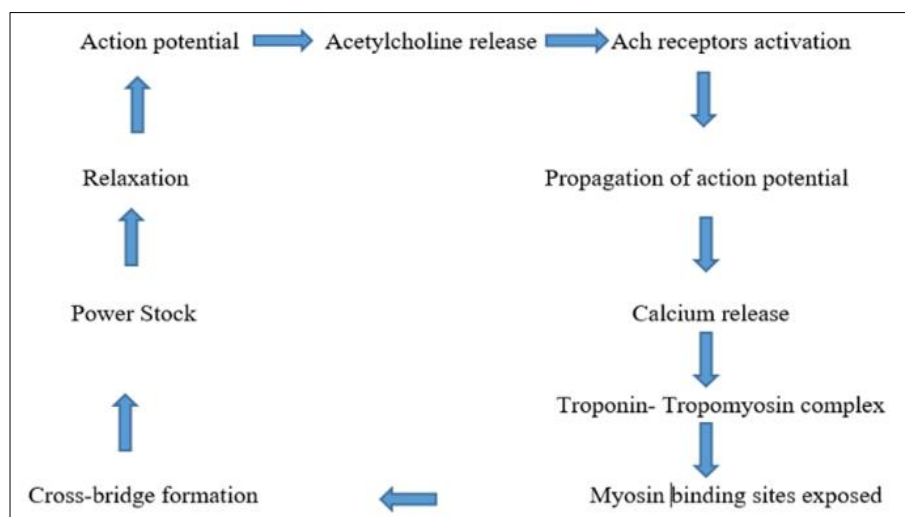 Action potential Acetylcholine release Ach receptors activation
Relaxation Propagation of action potential
Power Stock Calcium release
Troponin- Tropomyosin complex
Cross-bridge formation Myosin binding sites exposed